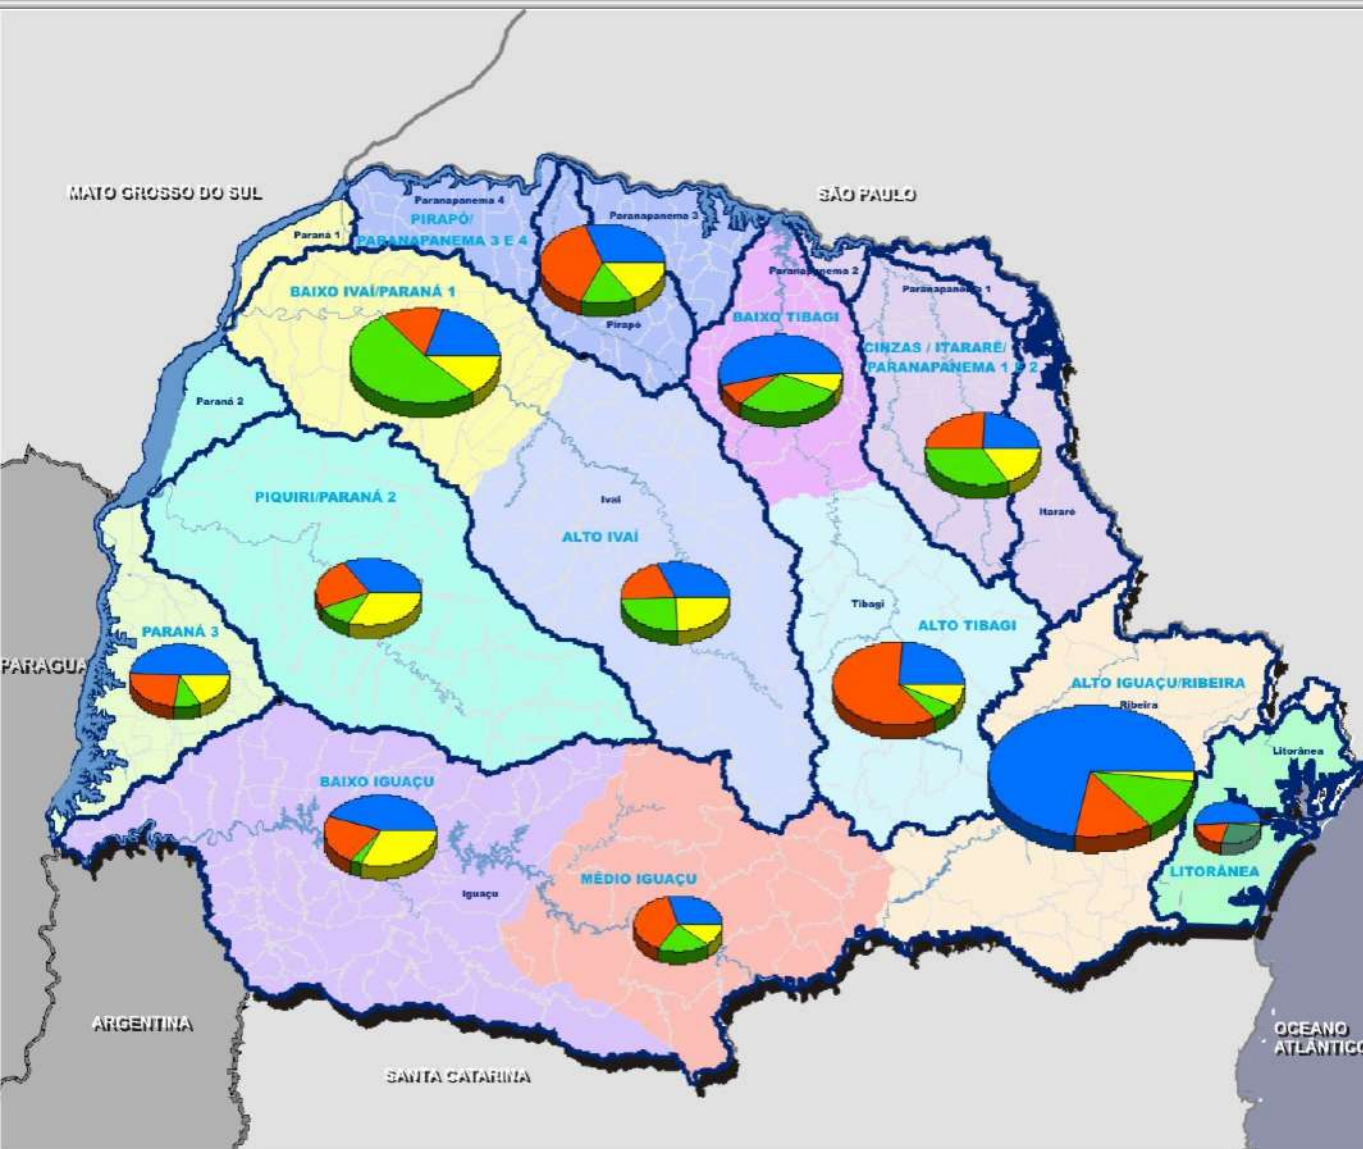 MATO GROSSO DO SUL
SÃO PAULO
Paranapanema 4
PIRAPÓ/
PARANAPANEMA 3 E 4
Paranapanema 3
Paraná 1
Paranapanema 2
Paranapanema 1
BAIXO IVAÍ/PARANÁ 1
BAIXO TIBAGI
Pirapó
CINZAS / ITARARÉ/
PARANAPANEMA 1 E 2
Paraná 2
PIQUIRI/PARANÁ 2
Ivaí
Itararé
ALTO IVAÍ
Tibagi
ALTO TIBAGI
PARANÁ 3
PARAGUA
ALTO IGUAÇU/RIBEIRA
Ribeira
Litorânea
BAIXO IGUAÇU
LITORÂNEA
MÉDIO IGUAÇU
Iguaçu
ARGENTINA
OCEANO
ATLÂNTICO
SANTA CATARINA